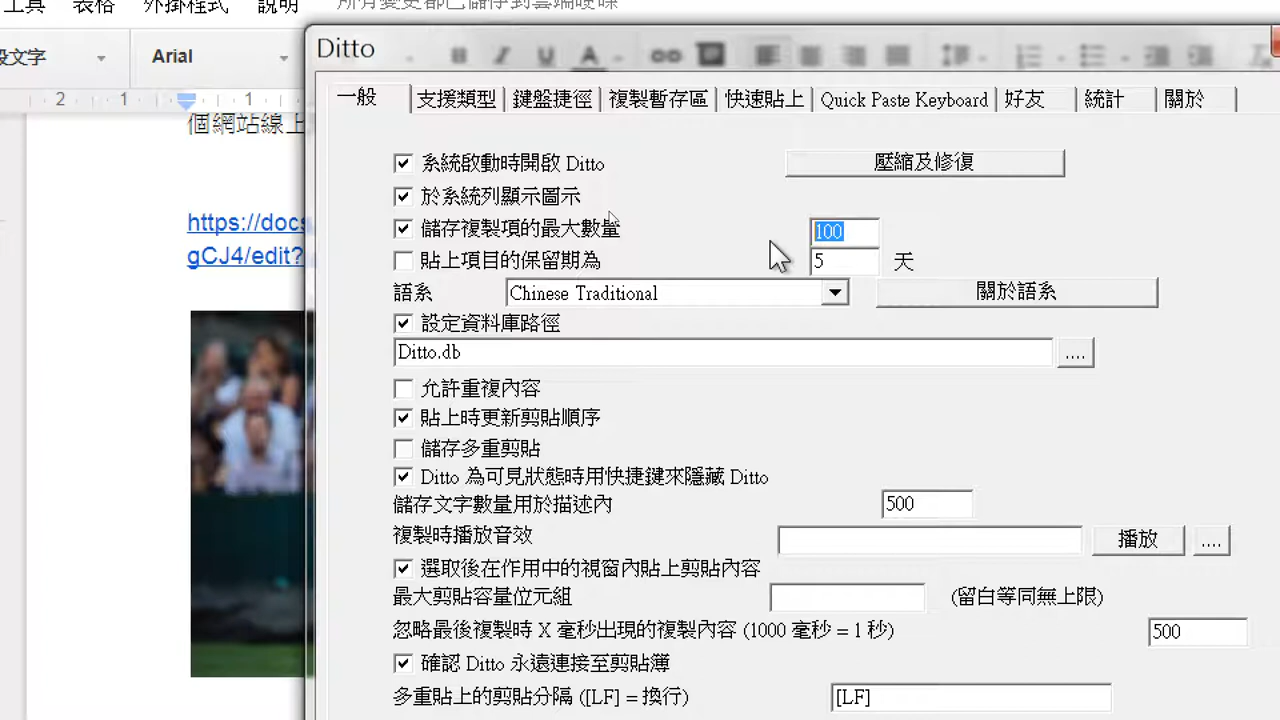 工具 表格 外掛程式 說明 所有變更都已儲存到雲端硬碟
Ditto
段文字 Arial
2 1 1
一般 支援類型 鍵盤捷徑 複製暫存區 快速貼上 Quick Paste Keyboard 好友 統計 關於
個網站線上
系統啟動時開啟 Ditto 壓縮及修復
於系統列顯示圖示
https://docs
儲存複製項的最大數量 100
gCJ4/edit?
貼上項目的保留期為 5 天
語系 Chinese Traditional 關於語系
設定資料庫路徑
Ditto.db ....
允許重複內容
貼上時更新剪貼順序
儲存多重剪貼
Ditto 為可見狀態時用快捷鍵來隱藏 Ditto
儲存文字數量用於描述內 500
複製時播放音效 播放 ....
選取後在作用中的視窗內貼上剪貼內容
最大剪貼容量位元組 (留白等同無上限)
忽略最後複製時 X 毫秒出現的複製內容 (1000 毫秒 = 1 秒) 500
確認 Ditto 永遠連接至剪貼簿
多重貼上的剪貼分隔 ([LF] = 換行) [LF]